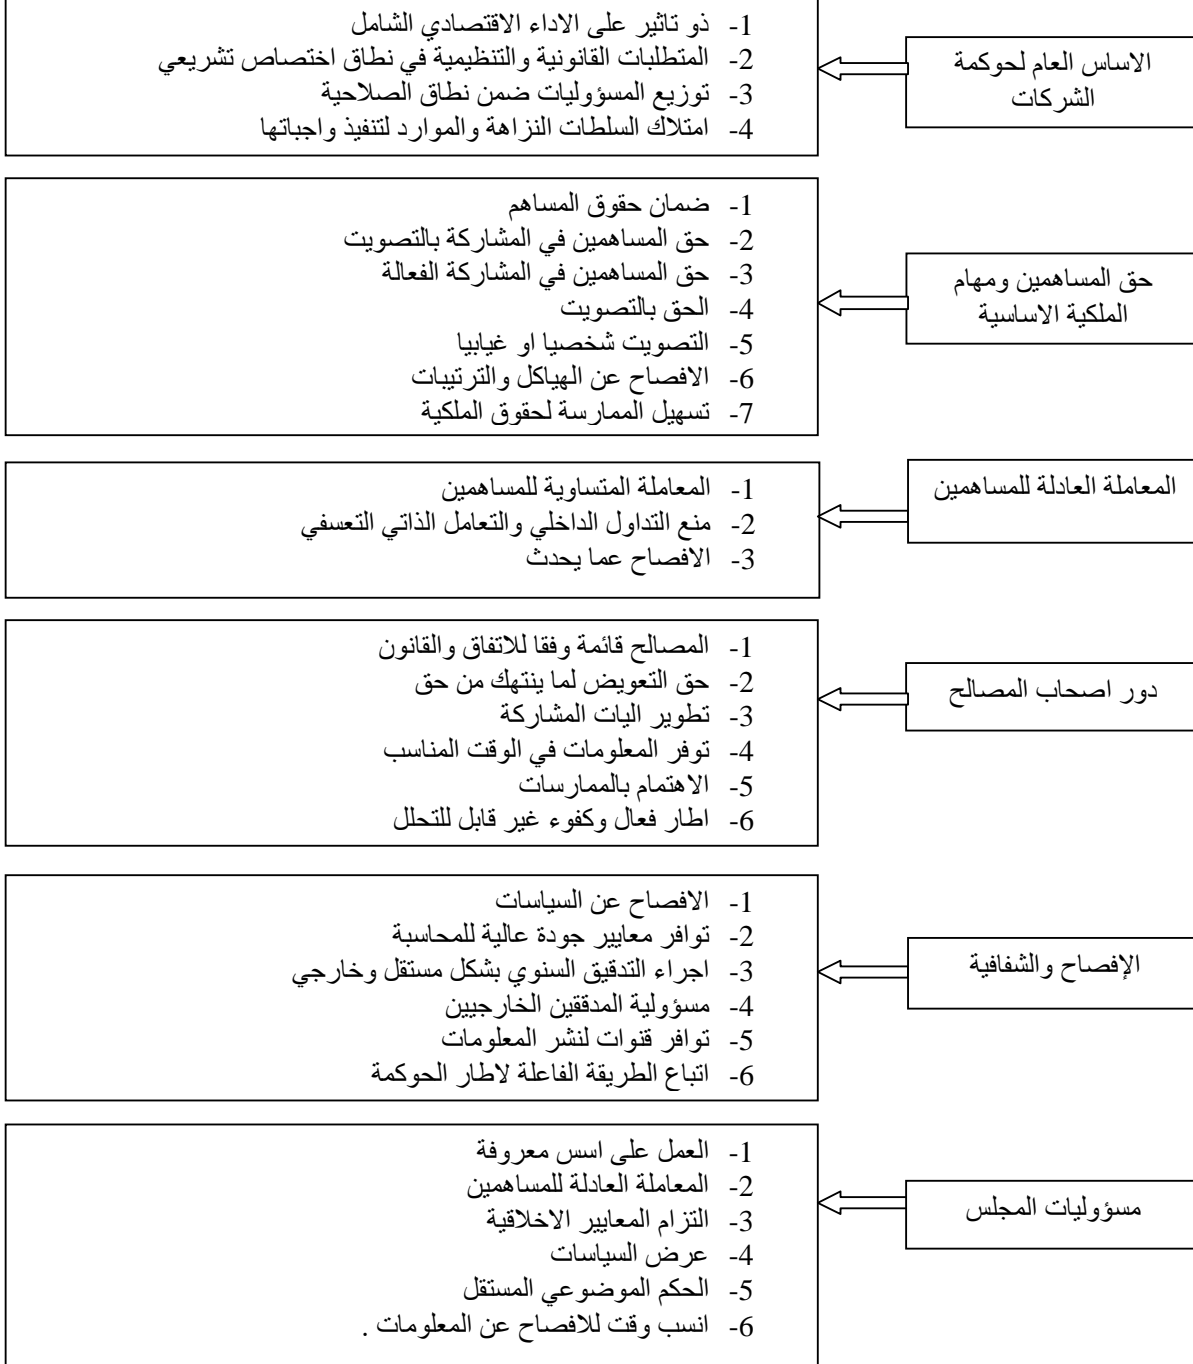 الاساس العام لحوكمة
الشركات
1- ذو تاثير على الاداء الاقتصادي الشامل
2- المتطلبات القانونية والتنظيمية في نطاق اختصاص تشريعي
3- توزيع المسؤوليات ضمن نطاق الصلاحية
4- امتلاك السلطات النزاهة والموارد لتنفيذ واجباتها
حق المساهمين ومهام
الملكية الاساسية
1- ضمان حقوق المساهم
2- حق المساهمين في المشاركة بالتصويت
3- حق المساهمين في المشاركة الفعالة
4- الحق بالتصويت
5- التصويت شخصيا او غيابيا
6- الافصاح عن الهياكل والترتيبات
7- تسهيل الممارسة لحقوق الملكية
المعاملة العادلة للمساهمين
1- المعاملة المتساوية للمساهمين
2- منع التداول الداخلي والتعامل الذاتي التعسفي
3- الافصاح عما يحدث
دور اصحاب المصالح
1- المصالح قائمة وفقا للاتفاق والقانون
2- حق التعويض لما ينتهك من حق
3- تطوير اليات المشاركة
4- توفر المعلومات في الوقت المناسب
5- الاهتمام بالممارسات
6- اطار فعال وكفوء غير قابل للتحلل
الإفصاح والشفافية
1- الافصاح عن السياسات
2- توافر معايير جودة عالية للمحاسبة
3- اجراء التدقيق السنوي بشكل مستقل وخارجي
4- مسؤولية المدققين الخارجيين
5- توافر قنوات لنشر المعلومات
6- اتباع الطريقة الفاعلة لاطار الحوكمة
مسؤوليات المجلس
1- العمل على اسس معروفة
2- المعاملة العادلة للمساهمين
3- التزام المعايير الاخلاقية
4- عرض السياسات
5- الحكم الموضوعي المستقل
6- انسب وقت للافصاح عن المعلومات .